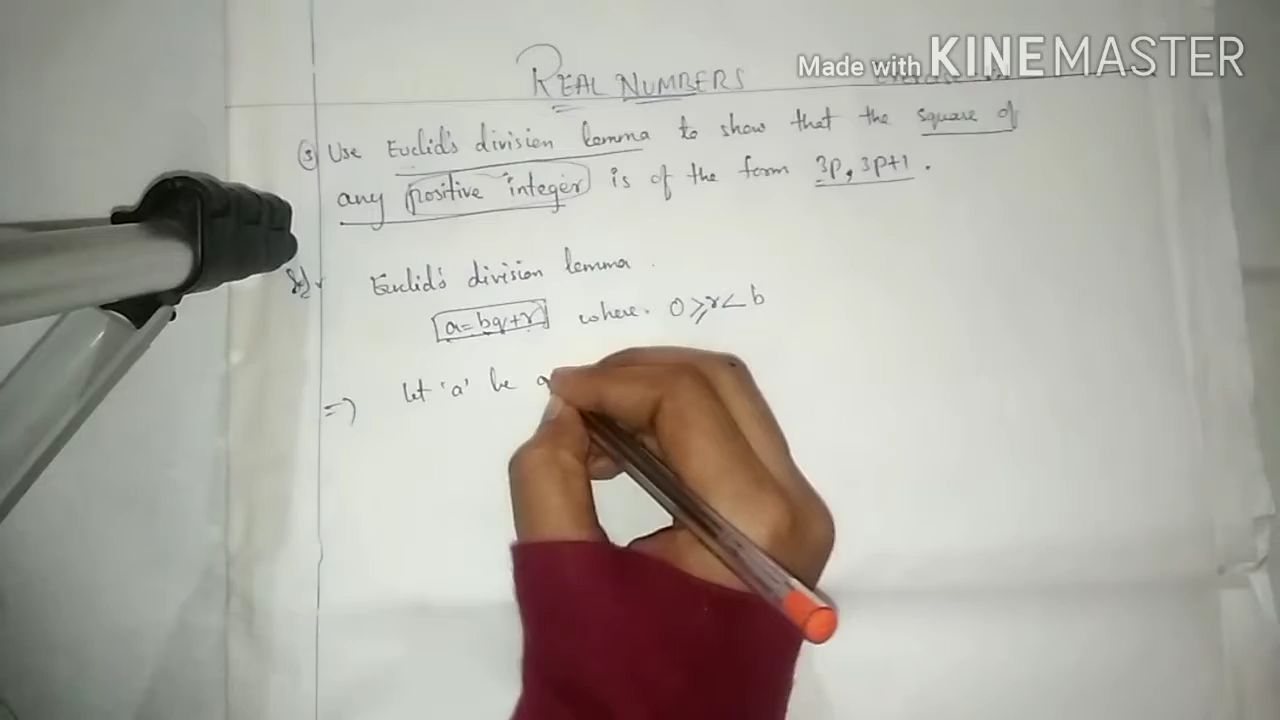 Made with KINEMASTER
REAL NUMBERS
③ Use Euclid's division lemma to show that the square of
any positive integer is of the form 3p, 3p+1.
Sol Euclid's division lemma.
a=bq+r where. 0⩾r<b
=) Let 'a' be